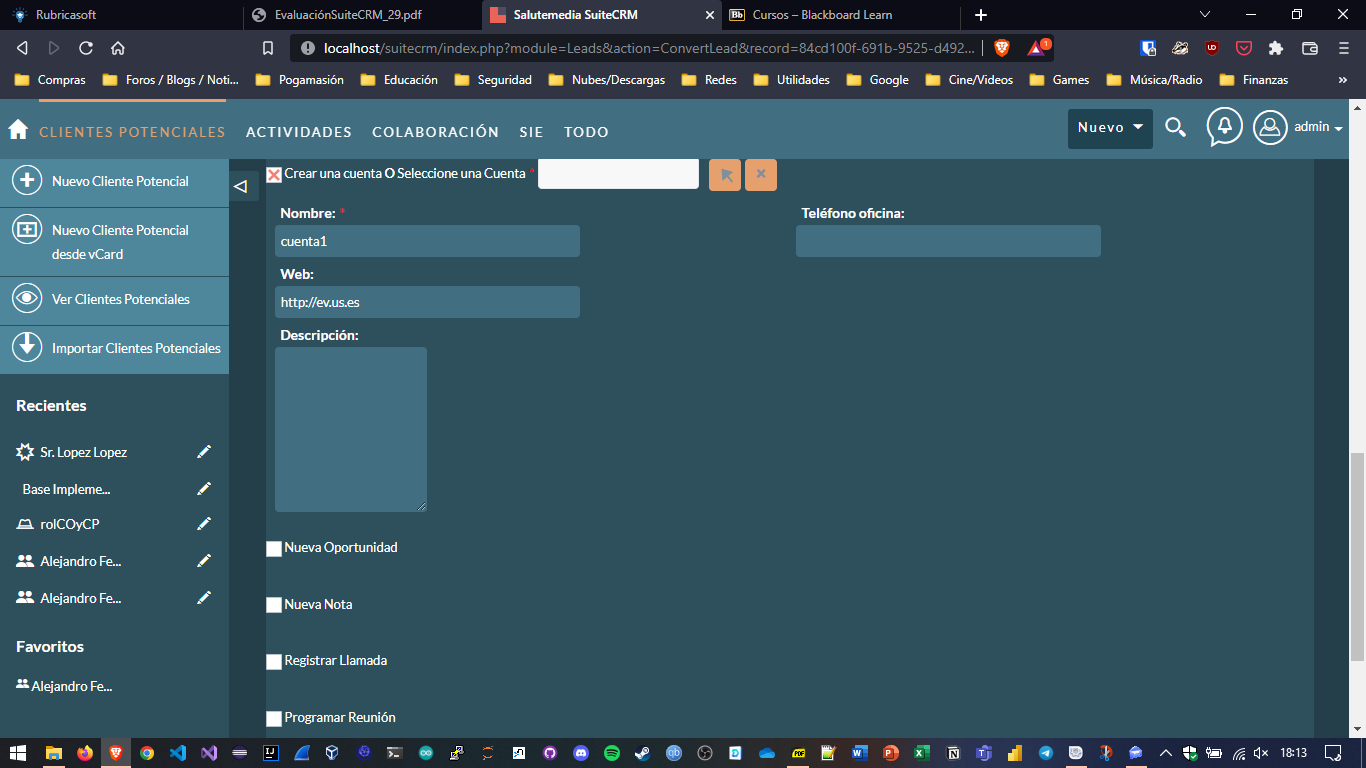 Rubricasoft
EvaluaciónSuiteCRM_29.pdf
Salutemedia SuiteCRM
Bb Cursos – Blackboard Learn
localhost/suitecrm/index.php?module=Leads&action=ConvertLead&record=84cd100f-691b-9525-d492...
1
Compras
Foros / Blogs / Noti...
Pogamasión
Educación
Seguridad
Nubes/Descargas
Redes
Utilidades
Google
Cine/Videos
Games
Música/Radio
Finanzas
»
CLIENTES POTENCIALES
ACTIVIDADES
COLABORACIÓN
SIE
TODO
Nuevo
admin
Nuevo Cliente Potencial
Nuevo Cliente Potencial
desde vCard
Ver Clientes Potenciales
Importar Clientes Potenciales
Recientes
Sr. Lopez Lopez
Base Impleme...
rolCOyCP
Alejandro Fe...
Alejandro Fe...
Favoritos
Alejandro Fe...
Crear una cuenta O Seleccione una Cuenta *
Nombre: *
Teléfono oficina:
cuenta1
Web:
http://ev.us.es
Descripción:
Nueva Oportunidad
Nueva Nota
Registrar Llamada
Programar Reunión
18:13